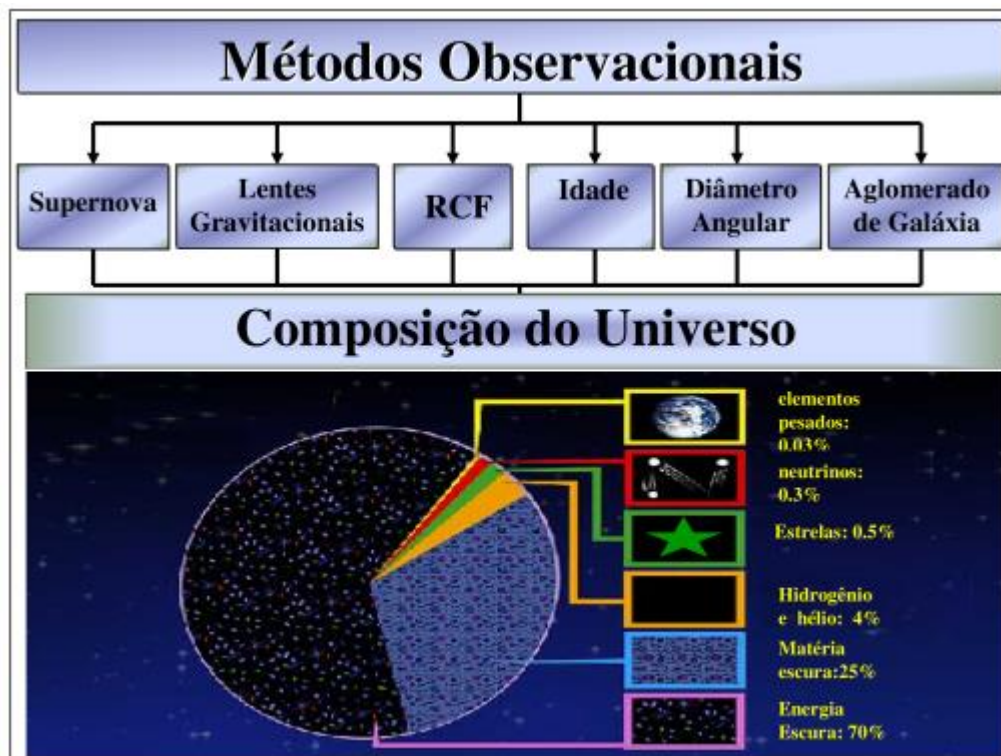 Métodos Observacionais
Supernova
Lentes
Gravitacionais
RCF
Idade
Diâmetro
Angular
Aglomerado
de Galáxia
Composição do Universo
elementos
pesados:
0.03%
neutrinos:
0.3%
Estrelas: 0.5%
Hidrogênio
e hélio: 4%
Matéria
escura:25%
Energia
Escura: 70%